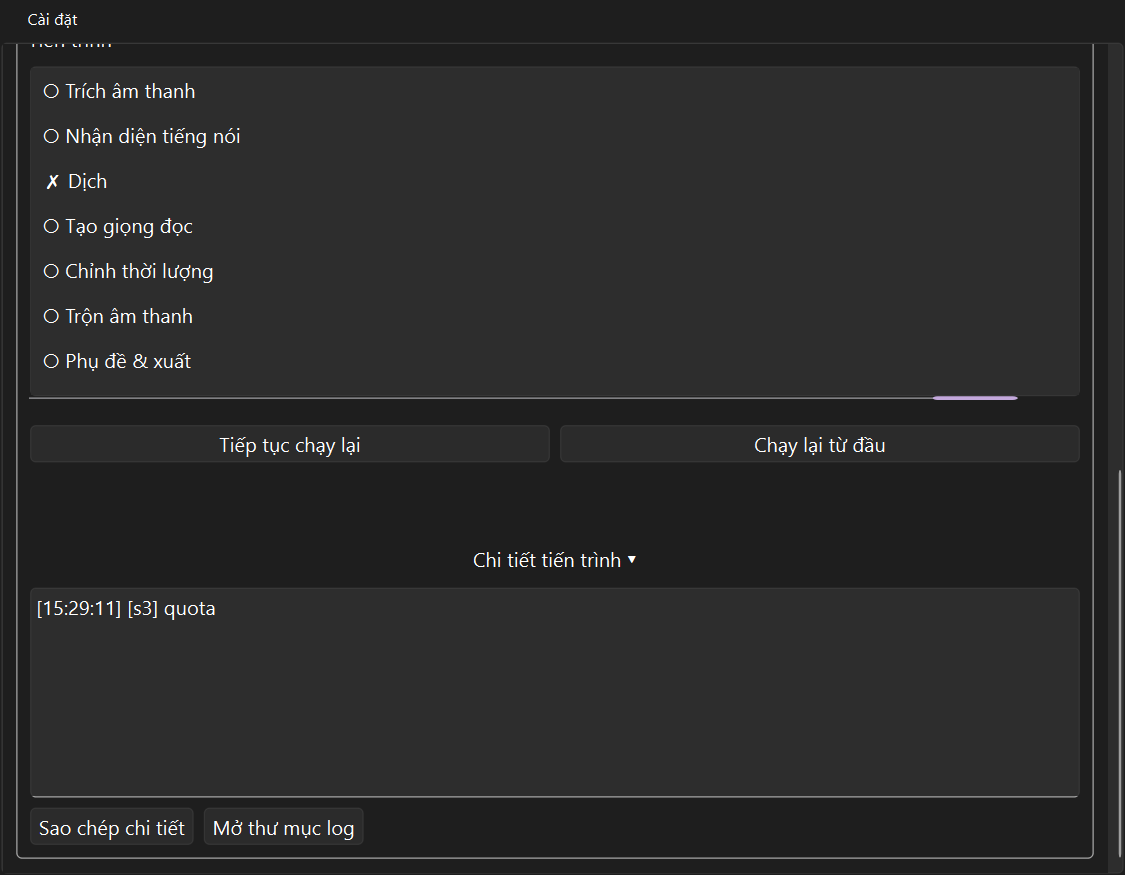 Cài đặt
Tiến trình
○ Trích âm thanh
○ Nhận diện tiếng nói
✗ Dịch
○ Tạo giọng đọc
○ Chỉnh thời lượng
○ Trộn âm thanh
○ Phụ đề & xuất
Tiếp tục chạy lại
Chạy lại từ đầu
Chi tiết tiến trình ▾
[15:29:11] [s3] quota
Sao chép chi tiết
Mở thư mục log